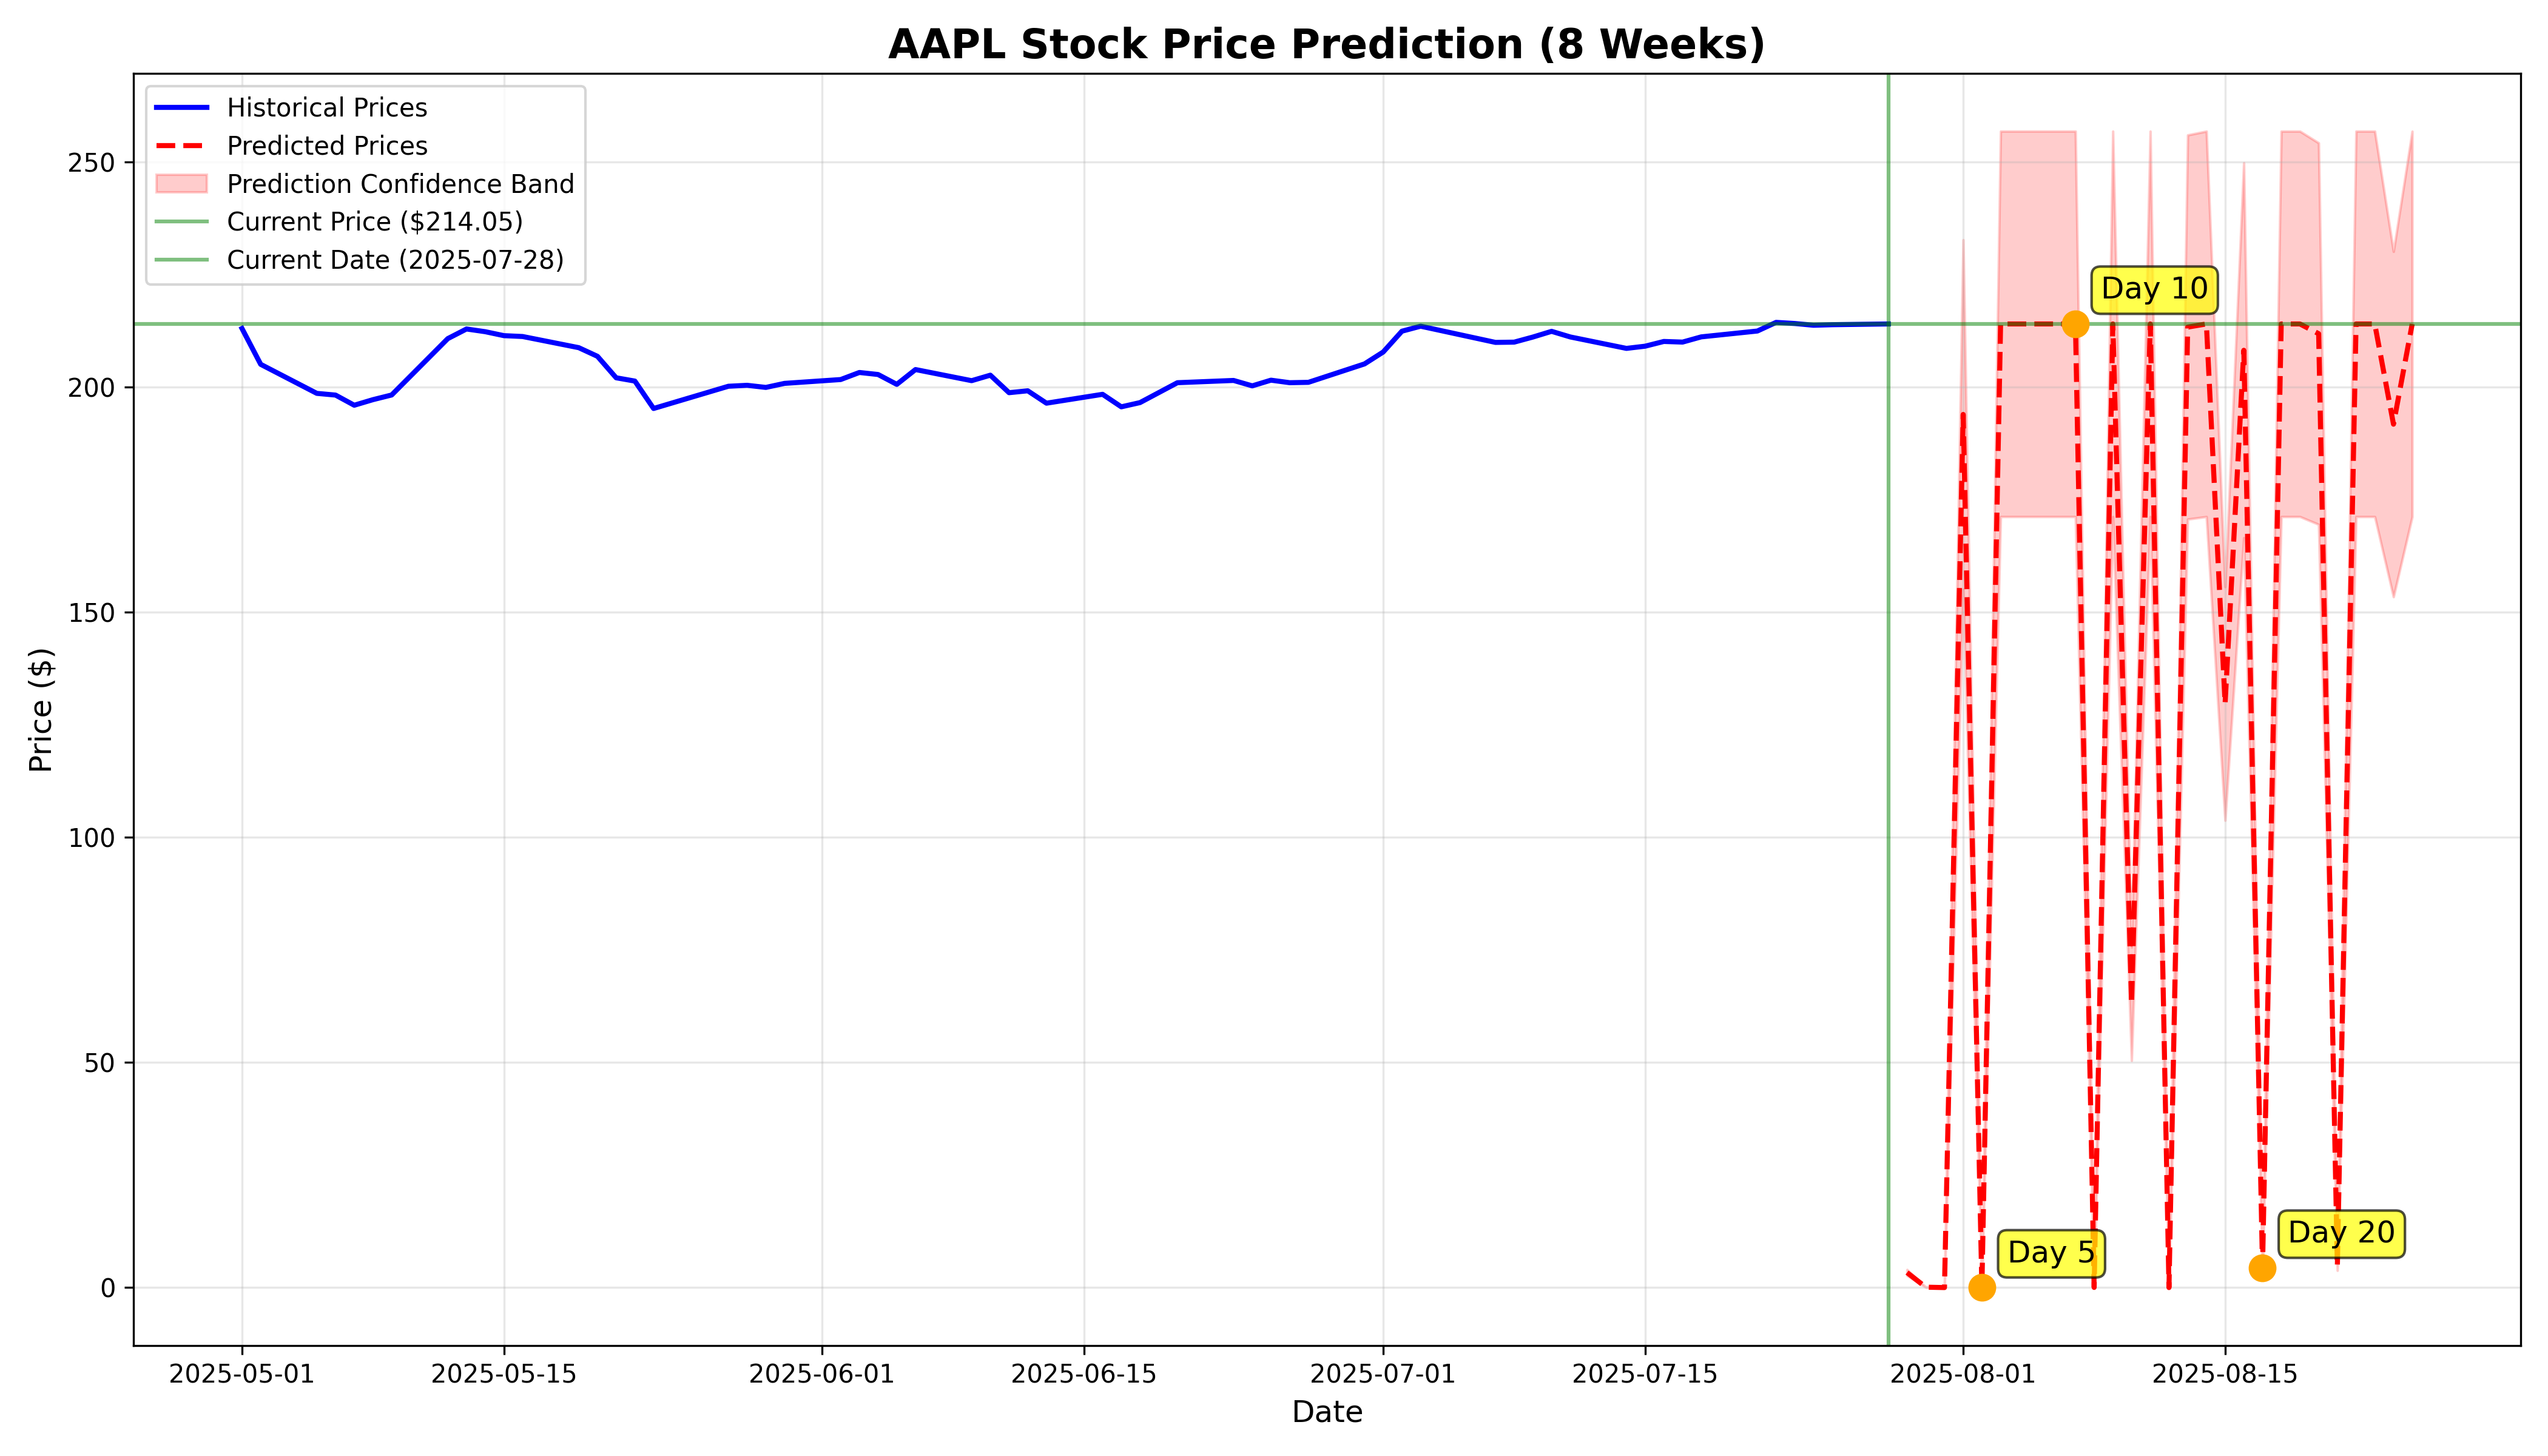 AAPL Stock Price Prediction (8 Weeks)
Historical Prices
Predicted Prices
Prediction Confidence Band
Current Price ($214.05)
Current Date (2025-07-28)
Price ($)
250
200
150
100
50
0
Day 10
Day 5
Day 20
2025-05-01
2025-05-15
2025-06-01
2025-06-15
2025-07-01
2025-07-15
2025-08-01
2025-08-15
Date